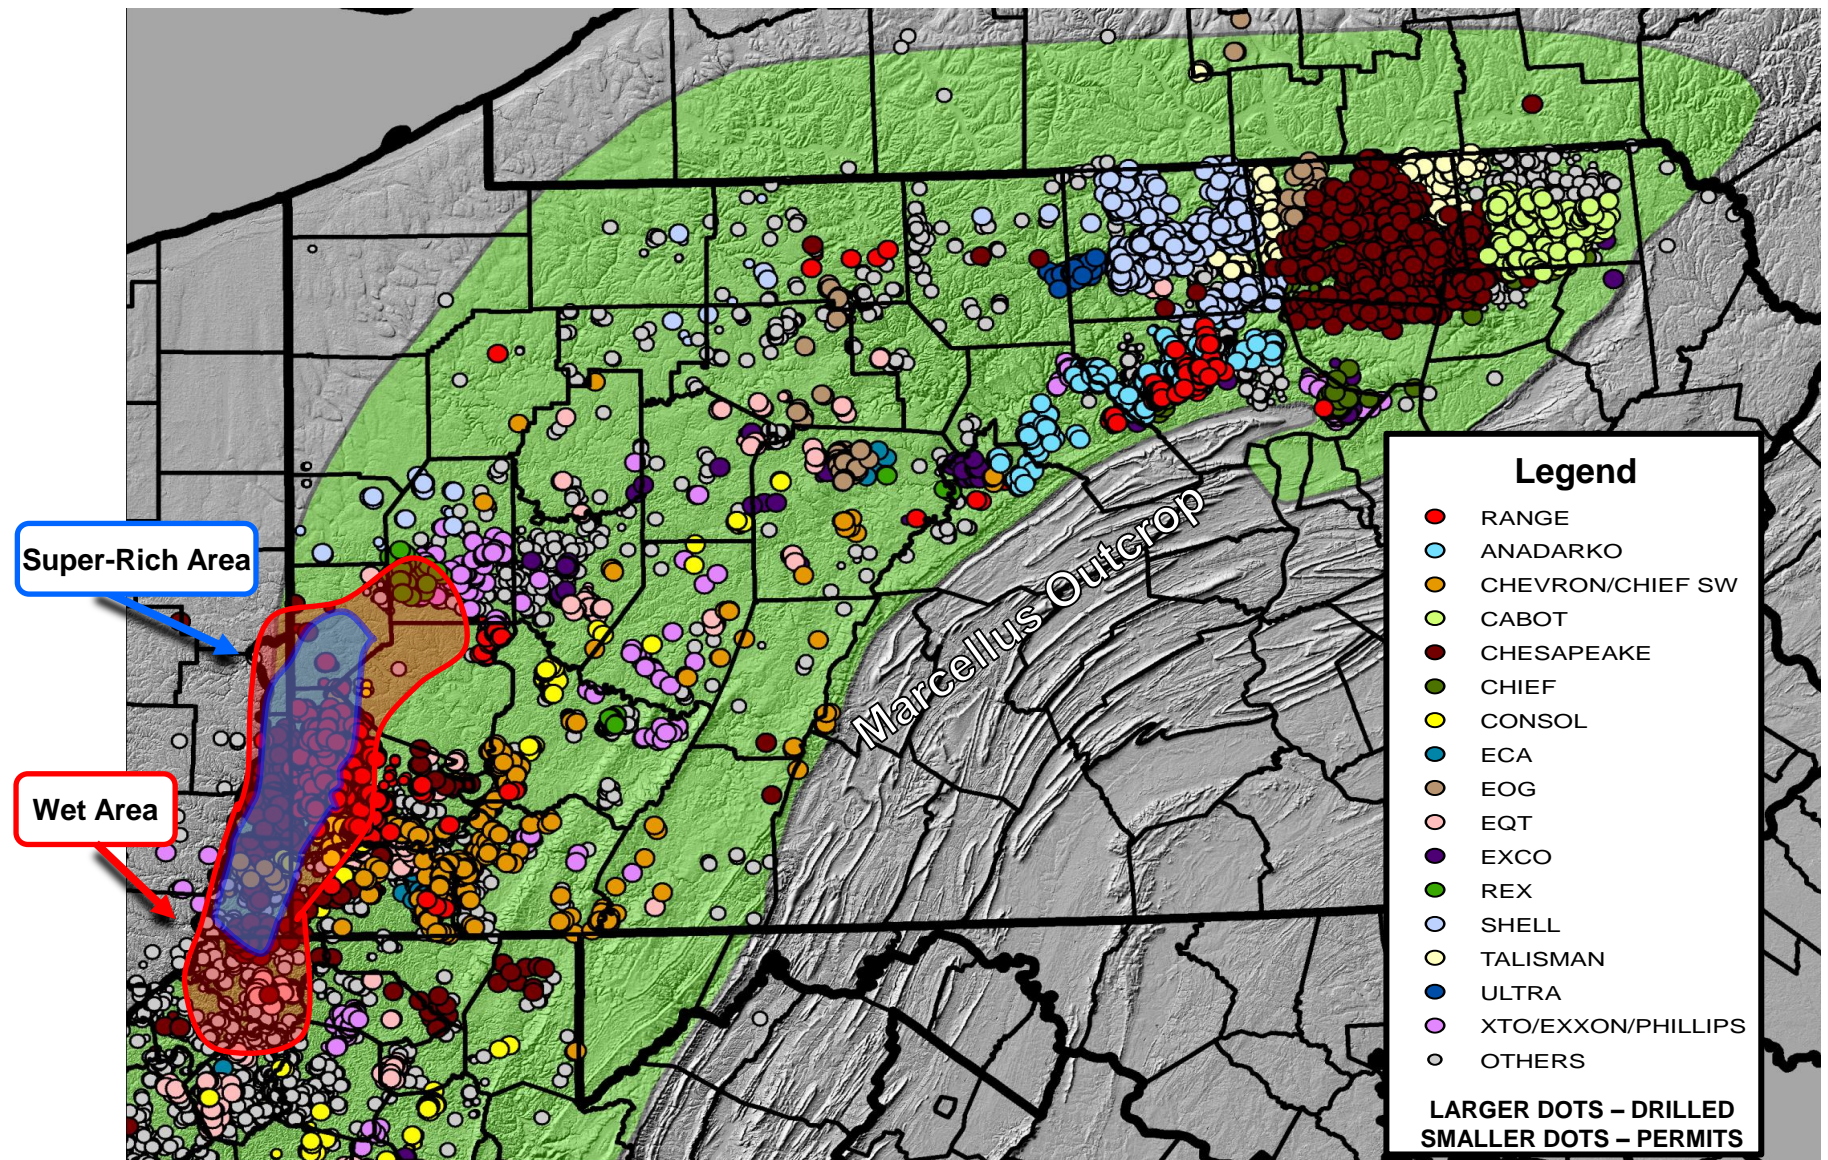 Super-Rich Area
Wet Area
Marcellus Outcrop
Legend
RANGE
ANADARKO
CHEVRON/CHIEF SW
CABOT
CHESAPEAKE
CHIEF
CONSOL
ECA
EOG
EQT
EXCO
REX
SHELL
TALISMAN
ULTRA
XTO/EXXON/PHILLIPS
OTHERS
LARGER DOTS – DRILLED
SMALLER DOTS – PERMITS